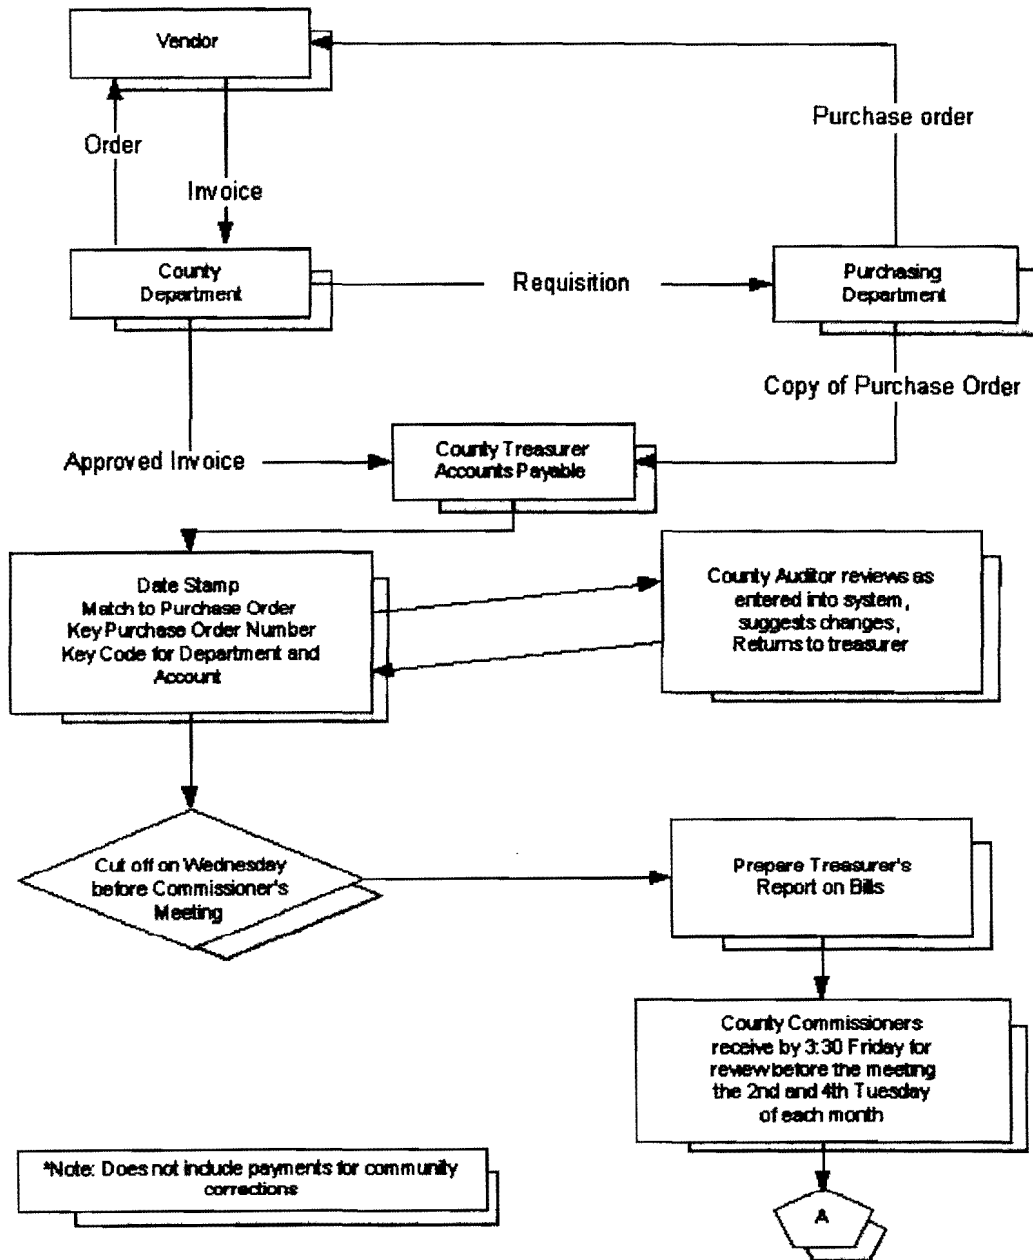 Vendor
Purchase order
Order
Invoice
County
Department
Requisition
Purchasing
Department
Copy of Purchase Order
Approved Invoice
County Treasurer
Accounts Payable
Date Stamp
Match to Purchase Order
Key Purchase Order Number
Key Code for Department and
Account
County Auditor reviews as
entered into system,
suggests changes,
Returns to treasurer
Cut off on Wednesday
before Commissioner's
Meeting
Prepare Treasurer's
Report on Bills
County Commissioners
receive by 3:30 Friday for
review before the meeting
the 2nd and 4th Tuesday
of each month
*Note: Does not include payments for community
corrections
A